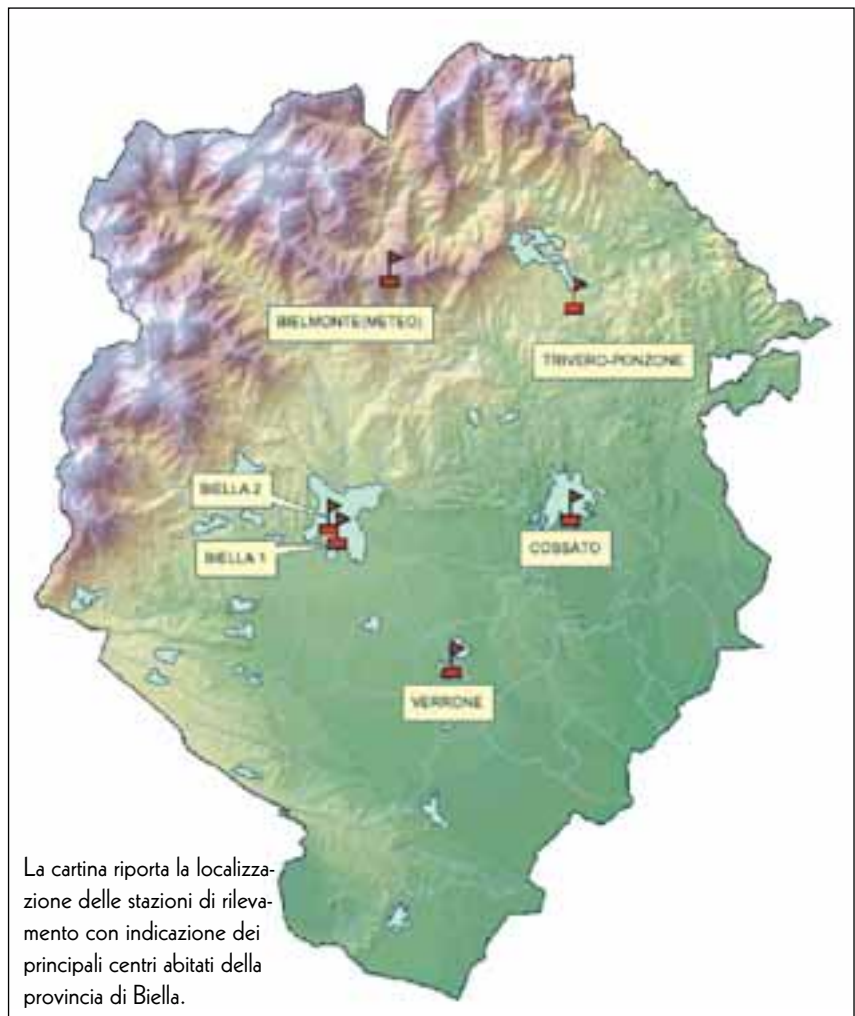 BIELMONTE(METEO)
TRIVERO-PONZONE
BIELLA 2
BIELLA 1
COSSATO
VERRONE
La cartina riporta la localizza-
zione delle stazioni di rileva-
mento con indicazione dei
principali centri abitati della
provincia di Biella.